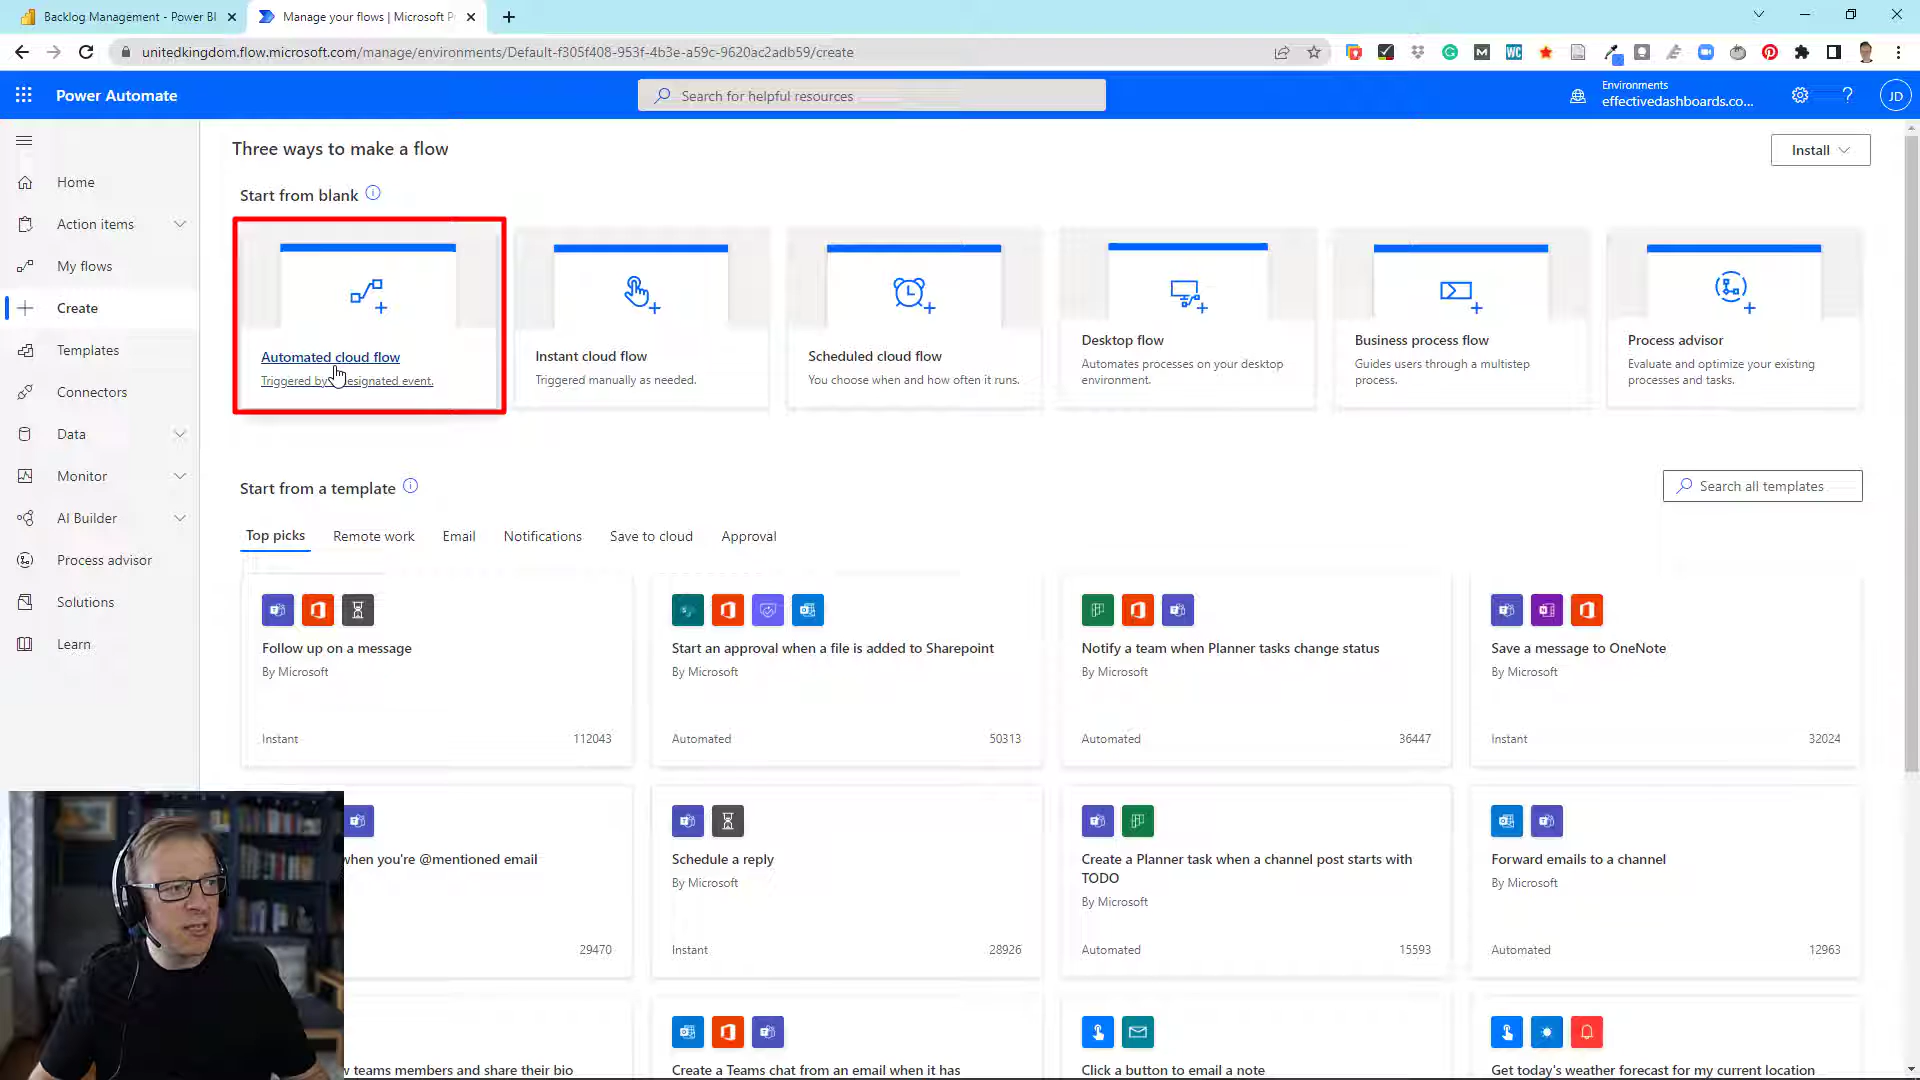 Backlog Management - Power BI
Manage your flows | Microsoft P
unitedkingdom.flow.microsoft.com/manage/environments/Default-f305f408-953f-4b3e-a59c-9620ac2adb59/create
Power Automate
Search for helpful resources
Environments
effectivedashboards.co...
?
JD
Three ways to make a flow
Install
Start from blank
Home
Action items
My flows
Create
Templates
Connectors
Data
Monitor
AI Builder
Process advisor
Solutions
Learn
Automated cloud flow
Triggered by designated event.
Instant cloud flow
Triggered manually as needed.
Scheduled cloud flow
You choose when and how often it runs.
Desktop flow
Automates processes on your desktop
environment.
Business process flow
Guides users through a multistep
process.
Process advisor
Evaluate and optimize your existing
processes and tasks.
Start from a template
Search all templates
Top picks
Remote work
Email
Notifications
Save to cloud
Approval
Follow up on a message
By Microsoft
Instant
112043
Start an approval when a file is added to Sharepoint
By Microsoft
Automated
50313
Notify a team when Planner tasks change status
By Microsoft
Automated
36447
Save a message to OneNote
By Microsoft
Instant
32024
when you're @mentioned email
29470
Schedule a reply
By Microsoft
Instant
28926
Create a Planner task when a channel post starts with
TODO
By Microsoft
Automated
15593
Forward emails to a channel
By Microsoft
Automated
12963
w teams members and share their bio
Create a Teams chat from an email when it has
Click a button to email a note
Get today's weather forecast for my current location